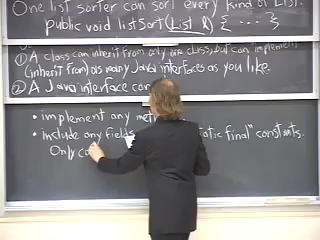 One list sorter can sort every kind of List.
public void listSort(List l) { ... }
① A class can inherit from only one class, but can implement
(inherit from) as many Java interfaces as you like.
② A Java interface can
• implement any met
• include any fields "static final" constants.
Only co